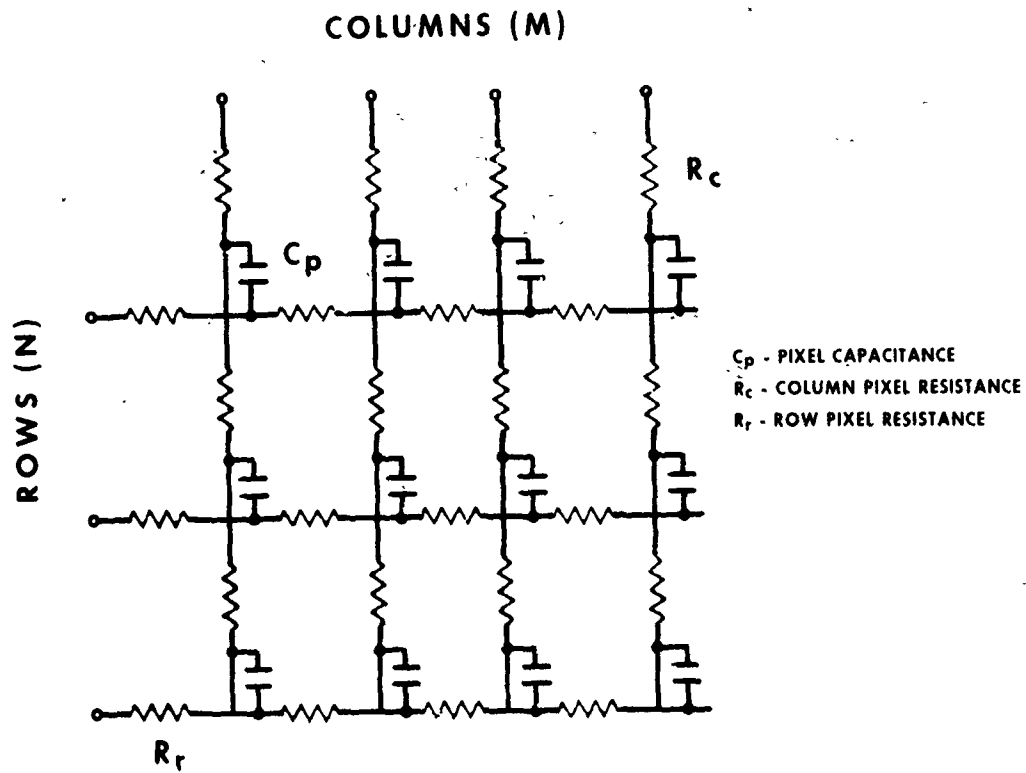 COLUMNS (M)
Rc
Cp
ROWS (N)
Cp - PIXEL CAPACITANCE
Rc - COLUMN PIXEL RESISTANCE
Rr - ROW PIXEL RESISTANCE
Rr